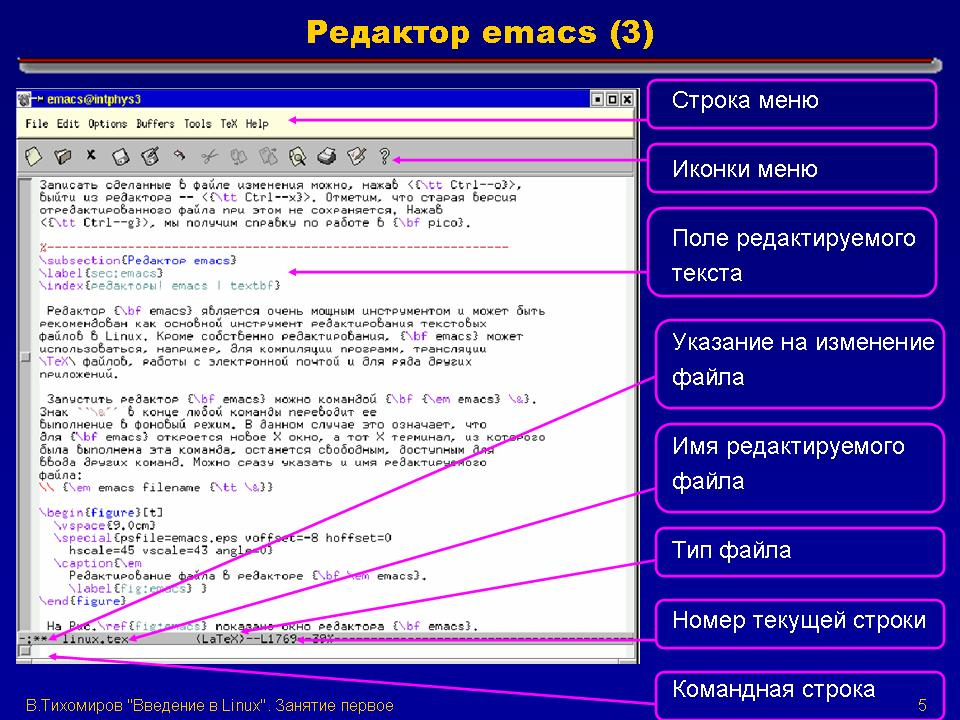 Редактор emacs (3)
emacs@intphys3
File Edit Options Buffers Tools TeX Help
Записать сделанные в файле изменения можно, нажав <{\tt Ctrl--o}>,
выйти из редактора -- <{\tt Ctrl--x}>. Отметим, что старая версия
отредактированного файла при этом не сохраняется. Нажав
<{\tt Ctrl--g}>, мы получим справку по работе в {\bf pico}.
%---------------------------------------------------------------
\subsection{Редактор emacs}
\label{sec:emacs}
\index{редакторы! emacs | textbf}
Редактор {\bf emacs} является очень мощным инструментом и может быть
рекомендован как основной инструмент редактирования текстовых
файлов в Linux. Кроме собственно редактирования, {\bf emacs} может
использоваться, например, для компиляции программ, трансляции
\TeX\ файлов, работы с электронной почтой и для ряда других
приложений.
Запустить редактор {\bf emacs} можно командой {\bf {\em emacs} \&}.
Знак ``\&´´ в конце любой команды переводит ее
выполнение в фоновый режим. В данном случае это означает, что
для {\bf emacs} откроется новое X окно, а тот X терминал, из которого
была выполнена эта команда, останется свободным, доступным для
ввода других команд. Можно сразу указать и имя редактируемого
файла:
\\ {\em emacs filename {\tt \&}}
\begin{figure}[t]
\vspace{9.0cm}
\special{psfile=emacs.eps voffset=-8 hoffset=0
hscale=45 vscale=43 angle=0}
\caption{\em
Редактирование файла в редакторе {\bf \em emacs}.
\label{fig:emacs} }
\end{figure}
На Рис.\ref{fig:emacs} показано окно редактора {\bf emacs}.
-:** linux.tex (LaTeX)--L1769--39%
Строка меню
Иконки меню
Поле редактируемого
текста
Указание на изменение
файла
Имя редактируемого
файла
Тип файла
Номер текущей строки
Командная строка
В.Тихомиров "Введение в Linux". Занятие первое
5